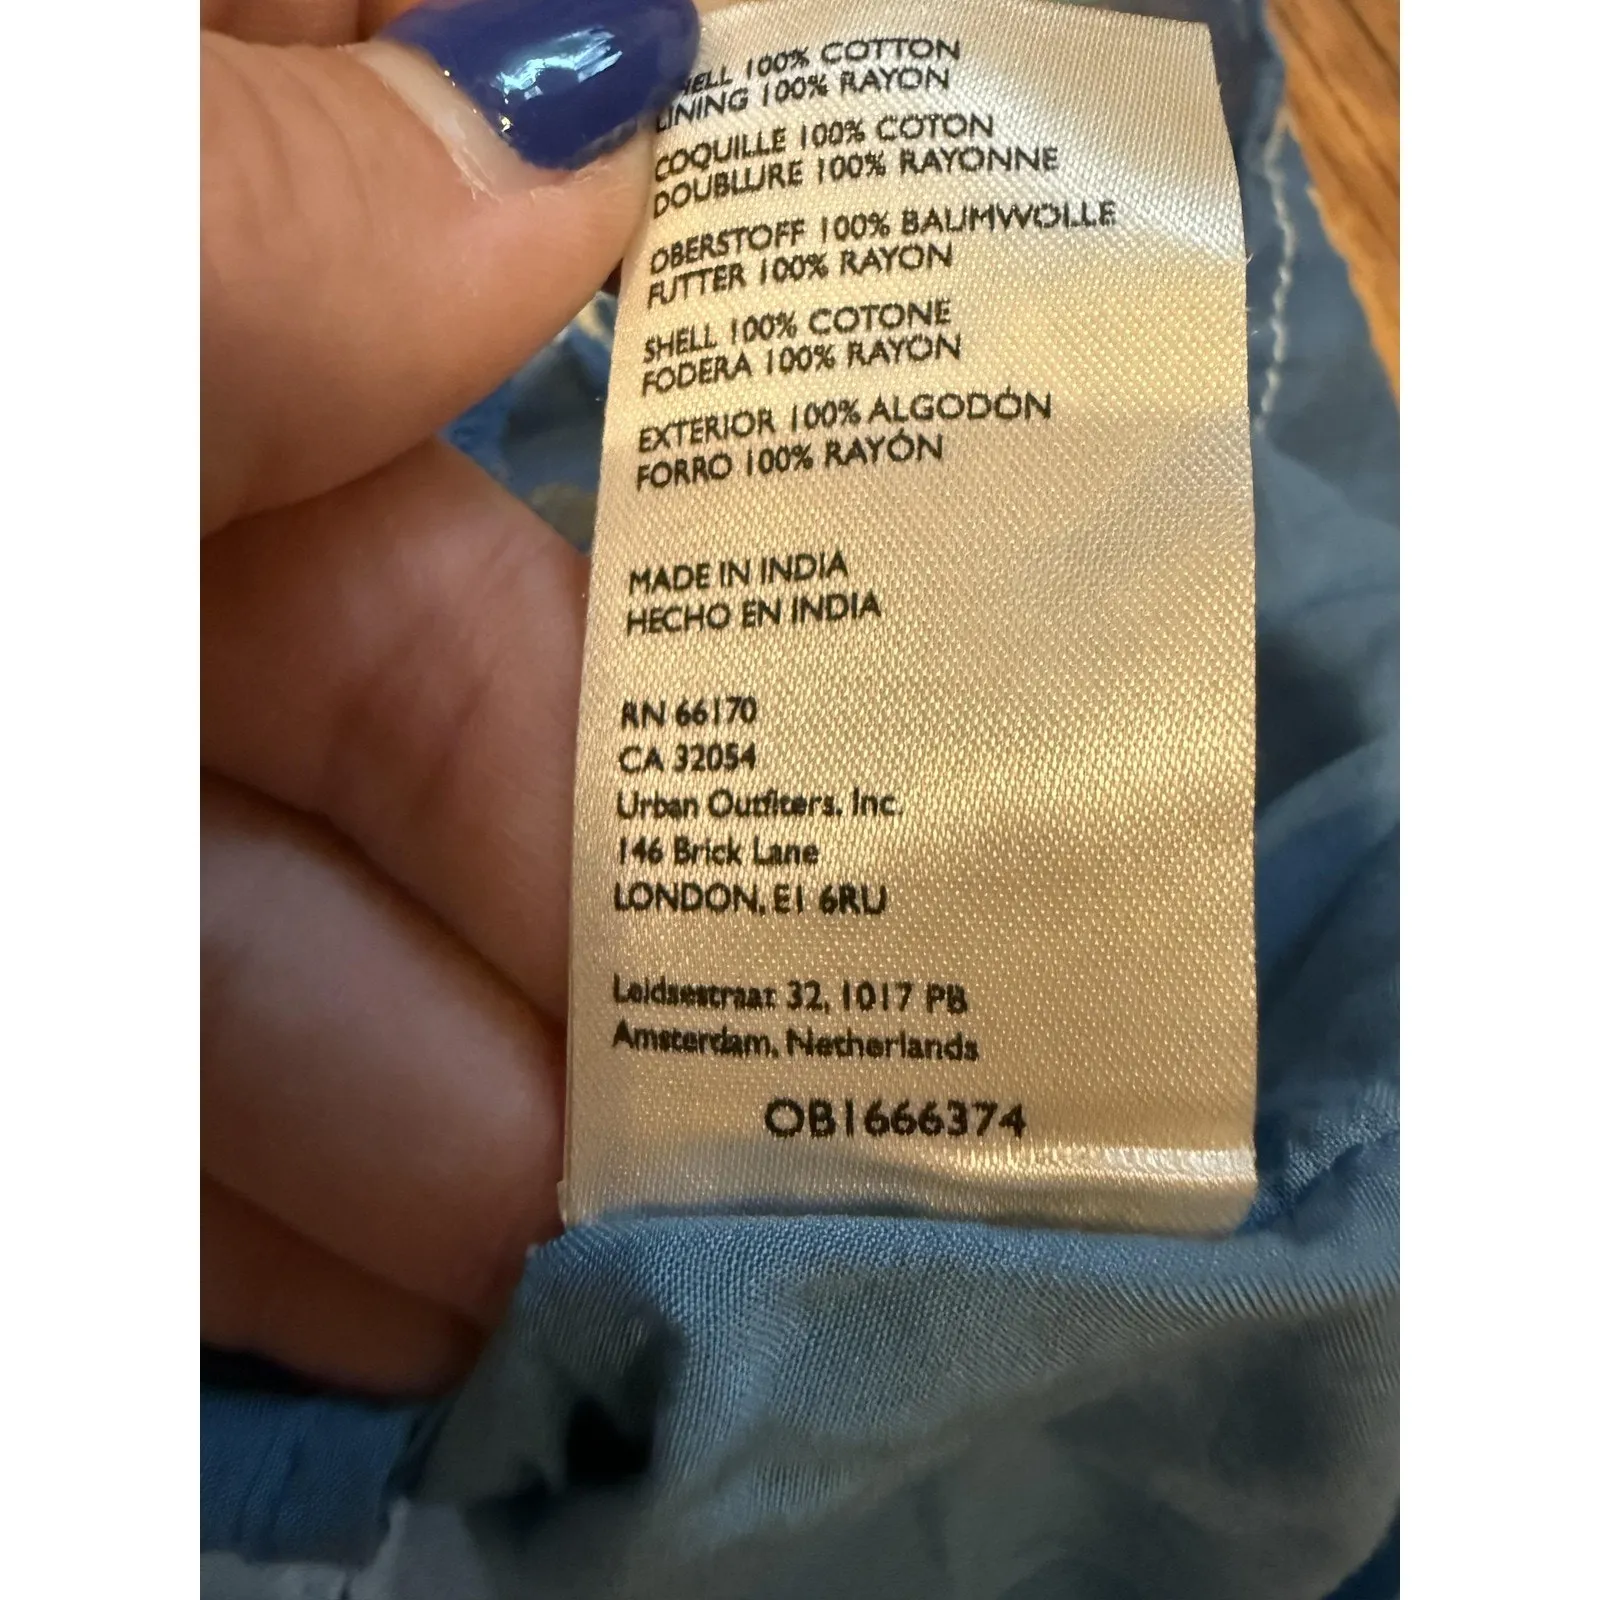 SHELL 100% COTTON
LINING 100% RAYON
COQUILLE 100% COTON
DOUBLURE 100% RAYONNE
OBERSTOFF 100% BAUMWOLLE
FUTTER 100% RAYON
SHELL 100% COTONE
FODERA 100% RAYON
EXTERIOR 100% ALGODÓN
FORRO 100% RAYÓN
MADE IN INDIA
HECHO EN INDIA
RN 66170
CA 32054
Urban Outfiters, Inc.
146 Brick Lane
LONDON, E1 6RU
Leidsestraat 32, 1017 PB
Amsterdam, Netherlands
OB1666374